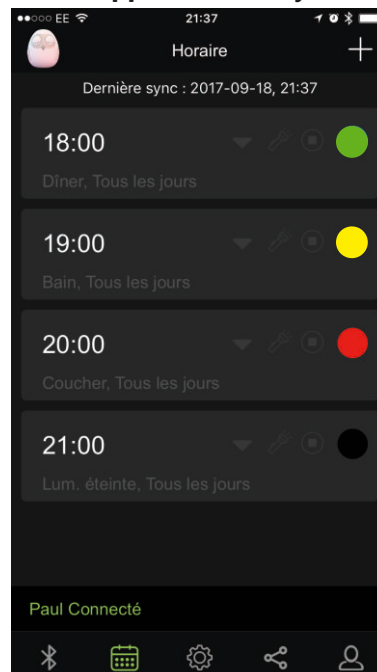 EE 21:37
Horaire
Dernière sync : 2017-09-18, 21:37
18:00
Dîner, Tous les jours
19:00
Bain, Tous les jours
20:00
Coucher, Tous les jours
21:00
Lum. éteinte, Tous les jours
Paul Connecté